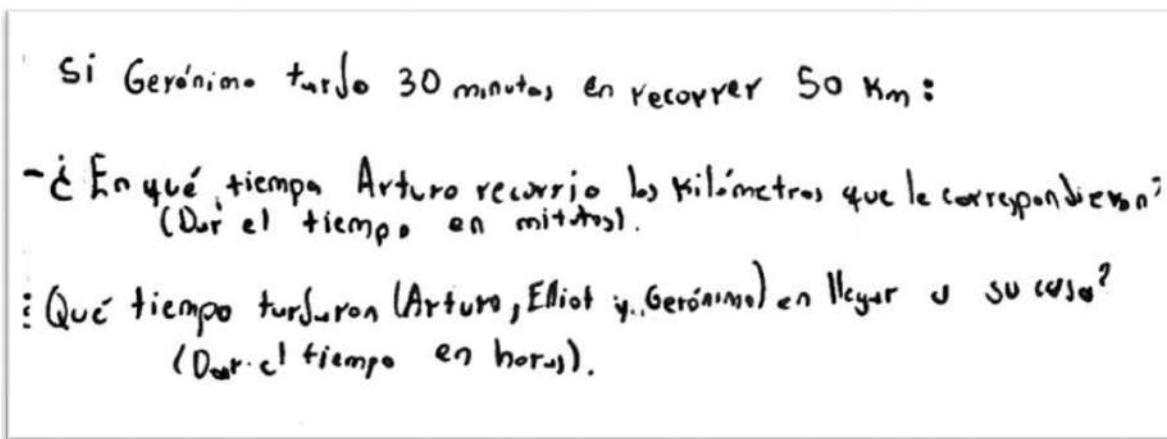 Si Gerónimo tardo 30 minutos en recorrer 50 Km:
-¿En qué tiempo Arturo recorrio los Kilómetros que le correspondieron?
(Dar el tiempo en mitutos).
¿Qué tiempo tardaron (Arturo, Elliot y Gerónimo) en llegar a su casa?
(Dar el tiempo en horas).